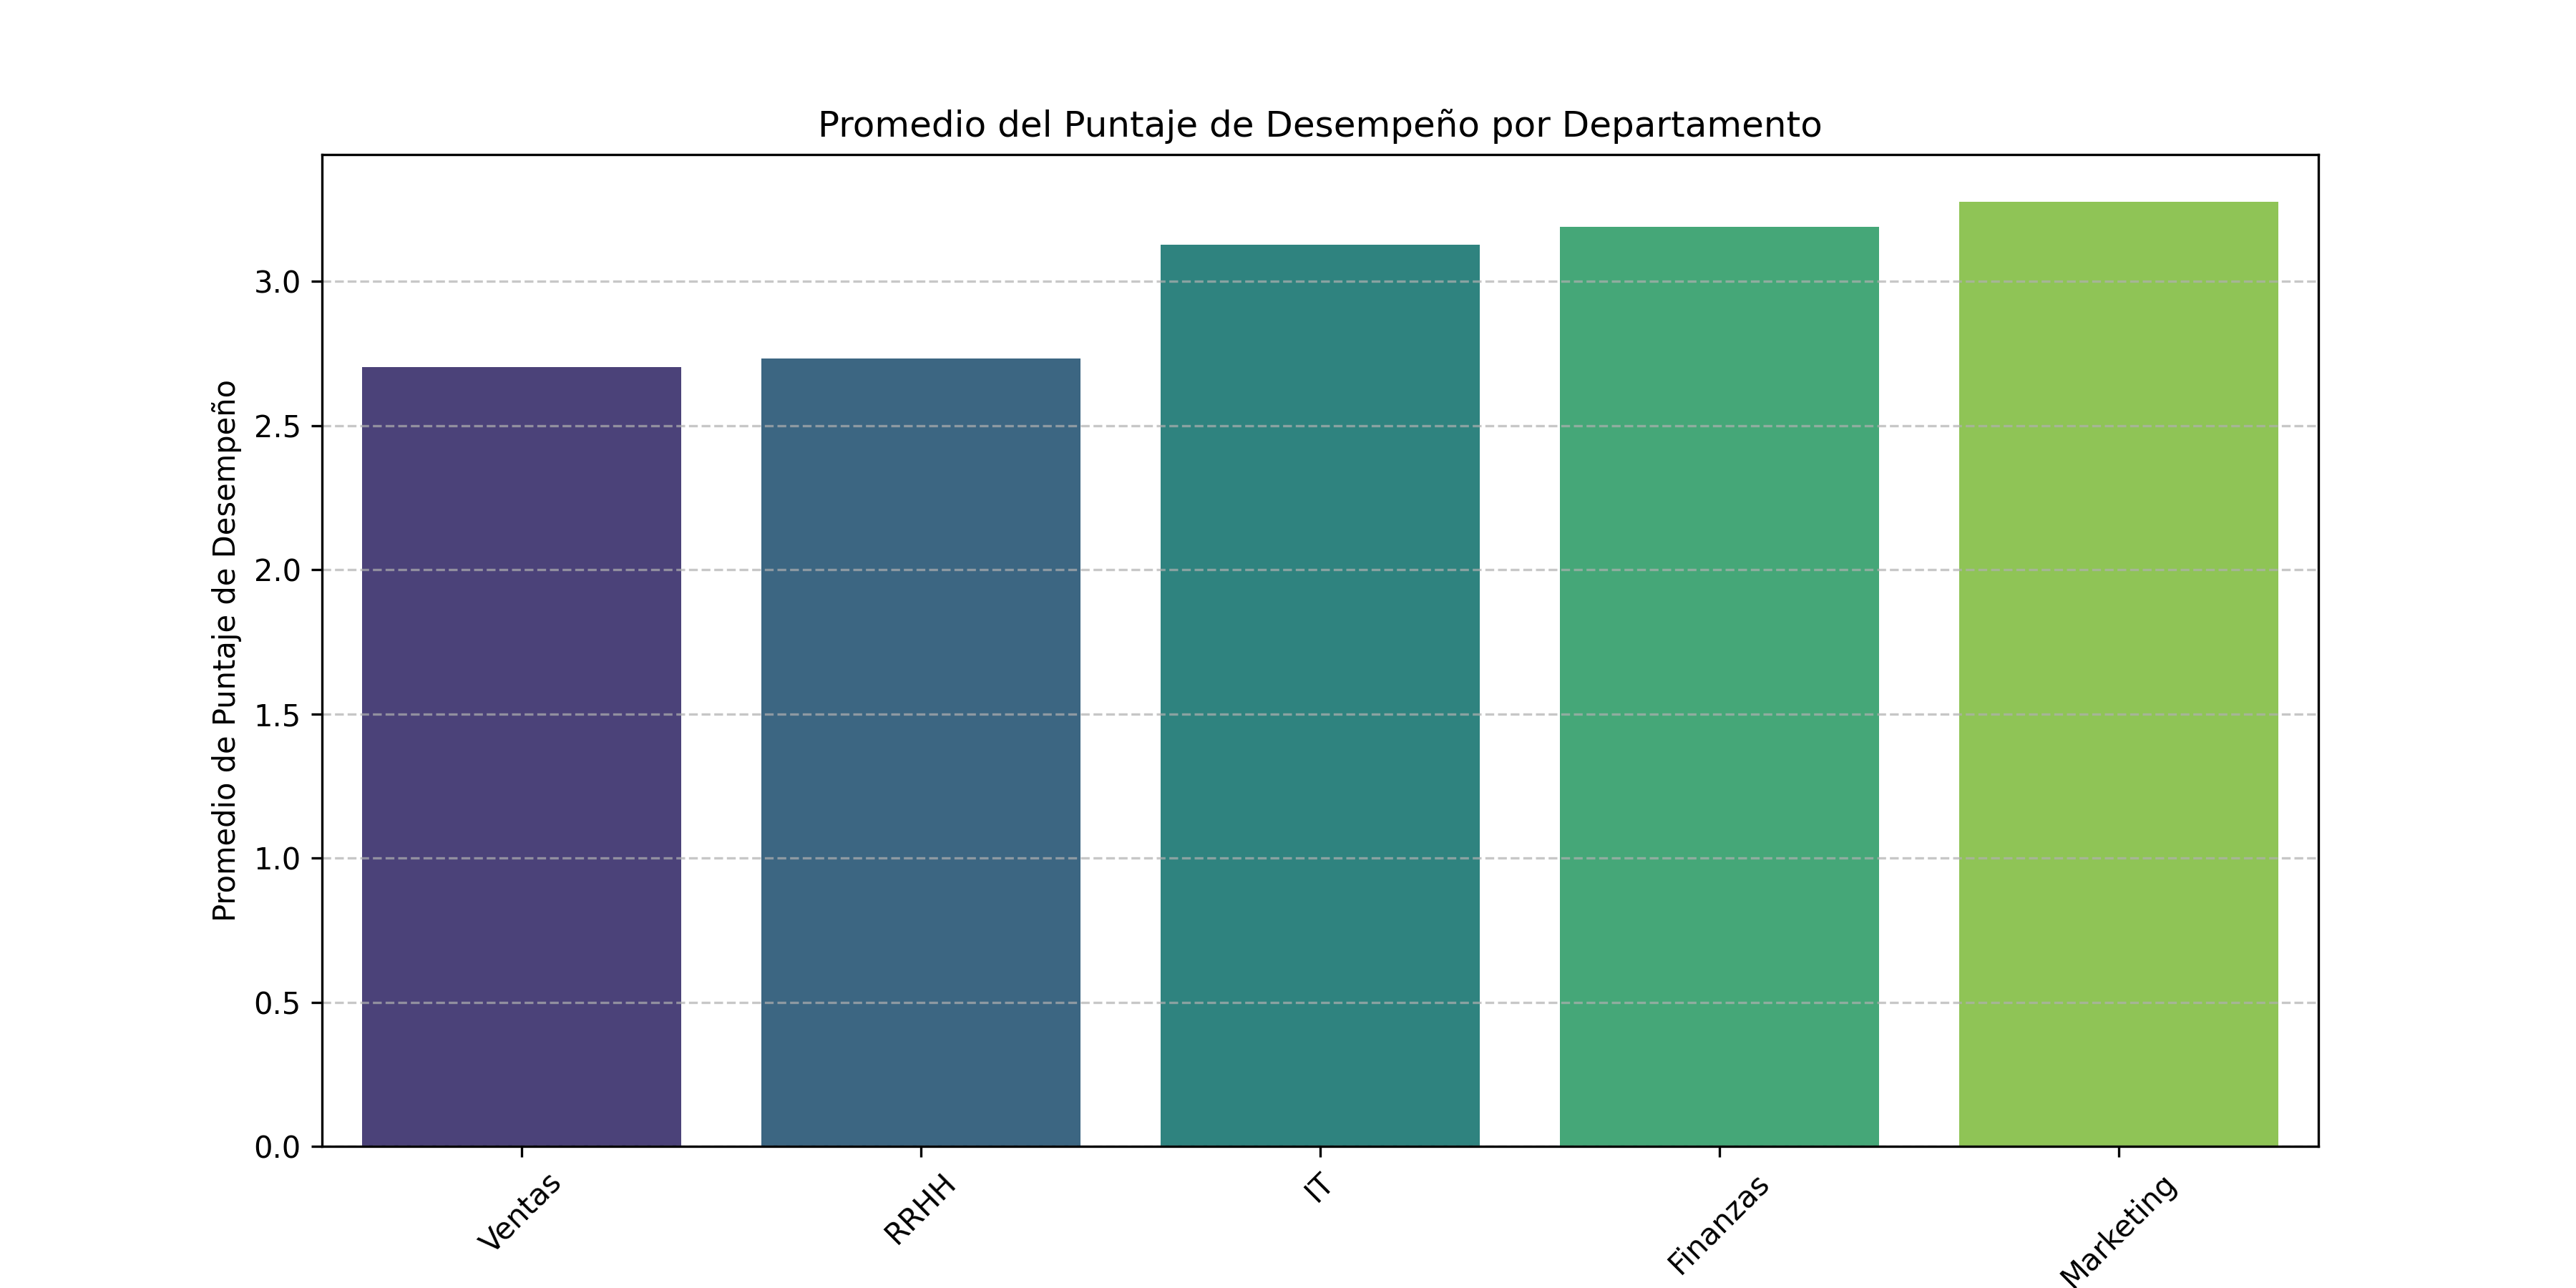 Promedio del Puntaje de Desempeño por Departamento
Promedio de Puntaje de Desempeño
3.0
2.5
2.0
1.5
1.0
0.5
0.0
Ventas
RRHH
IT
Finanzas
Marketing